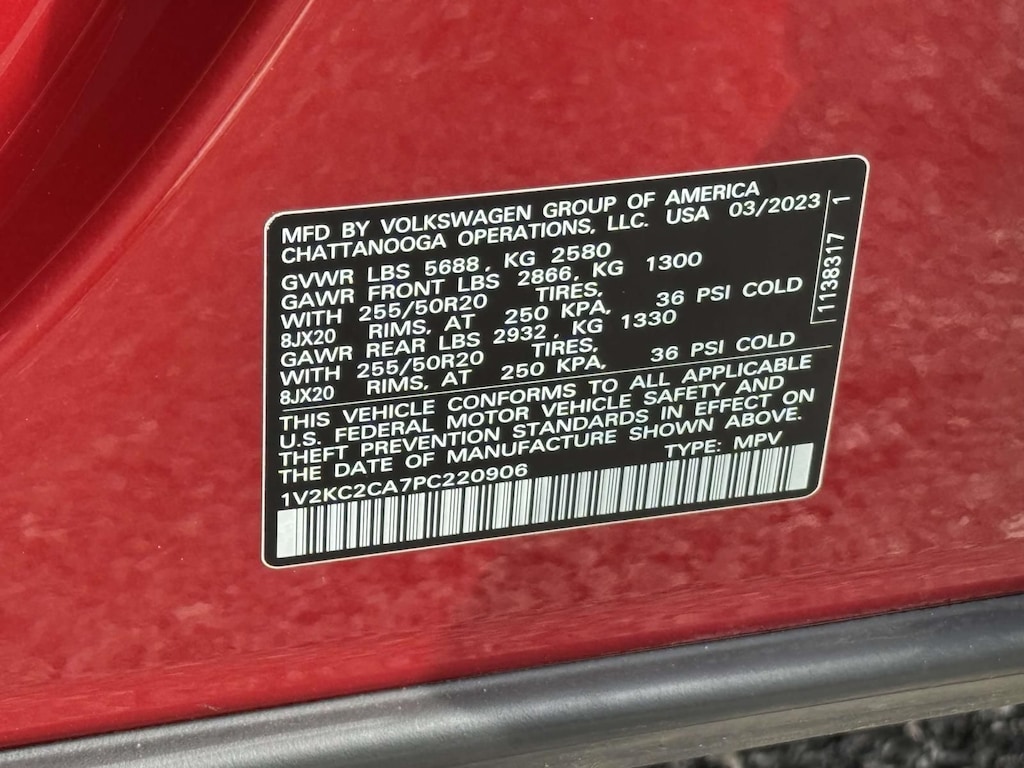 MFD BY VOLKSWAGEN GROUP OF AMERICA
CHATTANOOGA OPERATIONS, LLC. USA 03/2023
GVWR LBS 5688, KG 2580
GAWR FRONT LBS 2866, KG 1300
WITH 255/50R20 TIRES,
8JX20 RIMS, AT 250 KPA, 36 PSI COLD
GAWR REAR LBS 2932, KG 1330
WITH 255/50R20 TIRES,
8JX20 RIMS, AT 250 KPA, 36 PSI COLD
1138317 1
THIS VEHICLE CONFORMS TO ALL APPLICABLE
U.S. FEDERAL MOTOR VEHICLE SAFETY AND
THEFT PREVENTION STANDARDS IN EFFECT ON
THE DATE OF MANUFACTURE SHOWN ABOVE.
1V2KC2CA7PC220906 TYPE: MPV